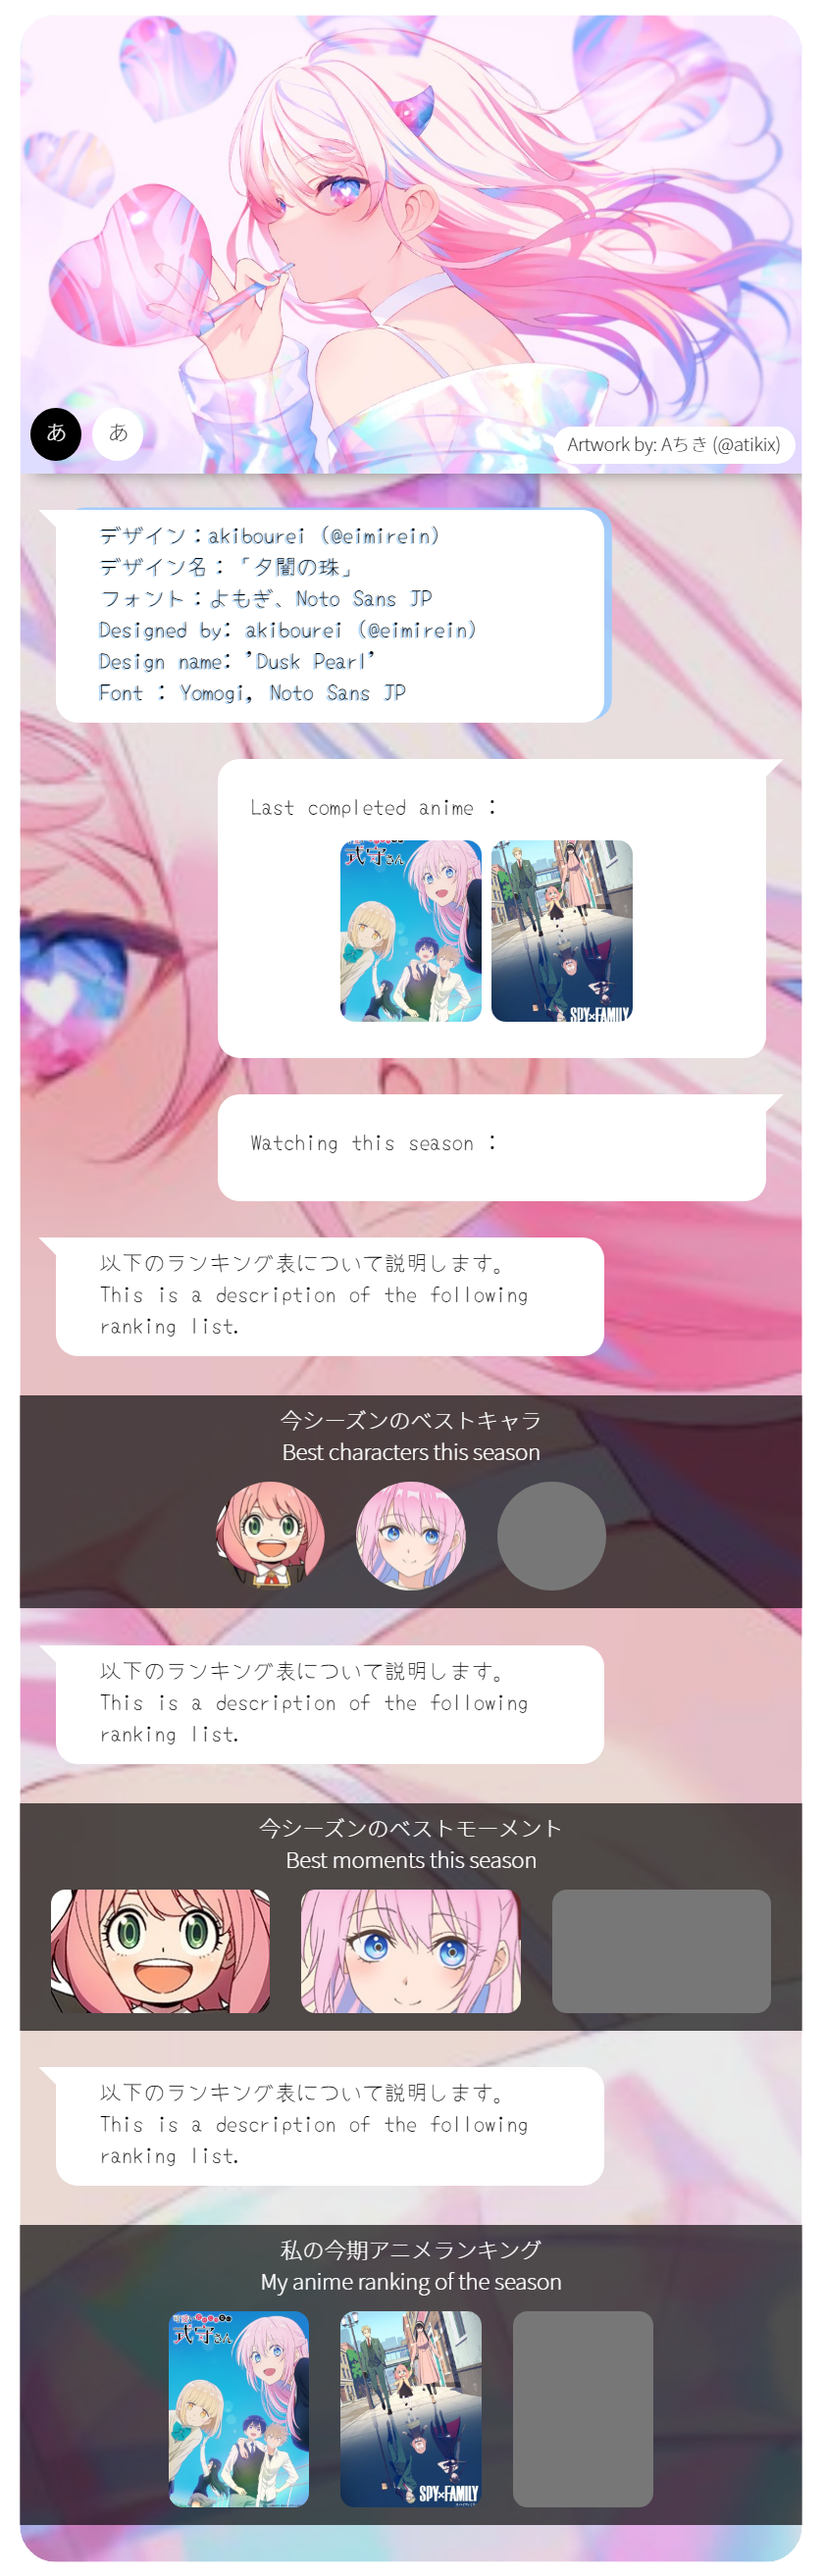 あ
あ
Artwork by: Aちき (@atikix)
デザイン：akibourei (@eimirein)
デザイン名：「夕闇の珠」
フォント：よもぎ、Noto Sans JP
Designed by: akibourei (@eimirein)
Design name: 'Dusk Pearl'
Font : Yomogi, Noto Sans JP
Last completed anime :
式守さん
SPY×FAMILY
Watching this season :
以下のランキング表について説明します。
This is a description of the following
ranking list.
今シーズンのベストキャラ
Best characters this season
以下のランキング表について説明します。
This is a description of the following
ranking list.
今シーズンのベストモーメント
Best moments this season
以下のランキング表について説明します。
This is a description of the following
ranking list.
私の今期アニメランキング
My anime ranking of the season
式守さん
SPY×FAMILY